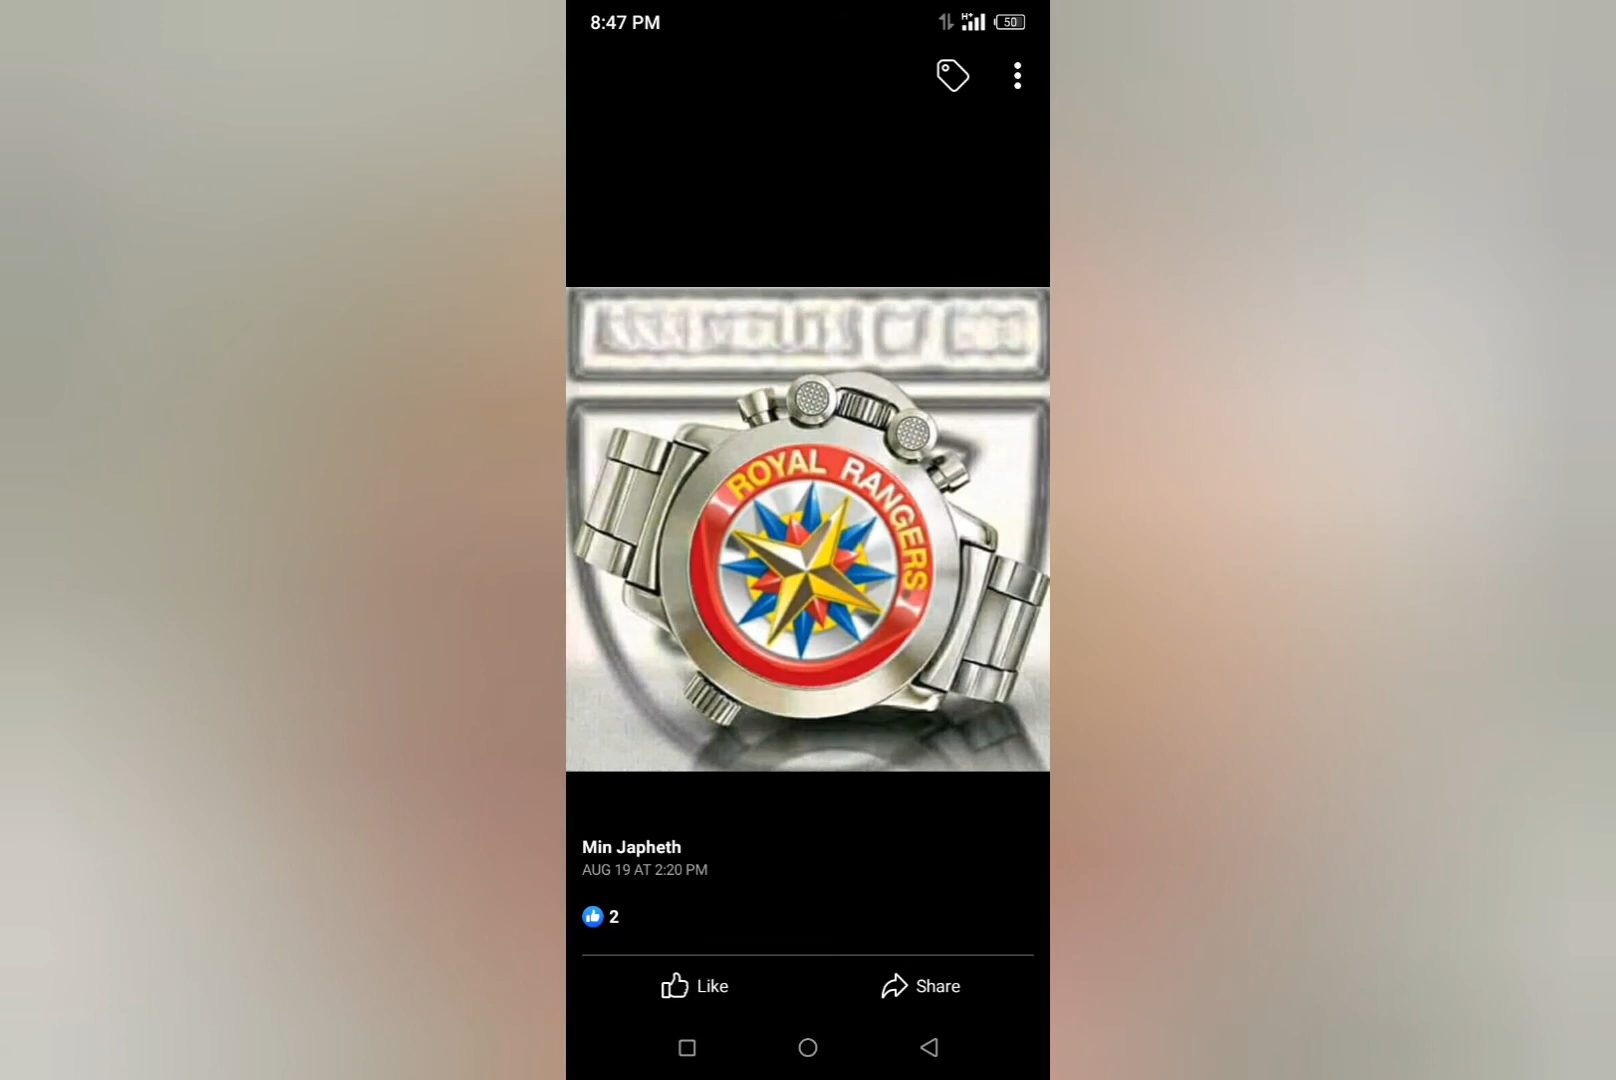 8:47 PM
H+
50
ROYAL RANGERS
Min Japheth
AUG 19 AT 2:20 PM
2
Like
Share